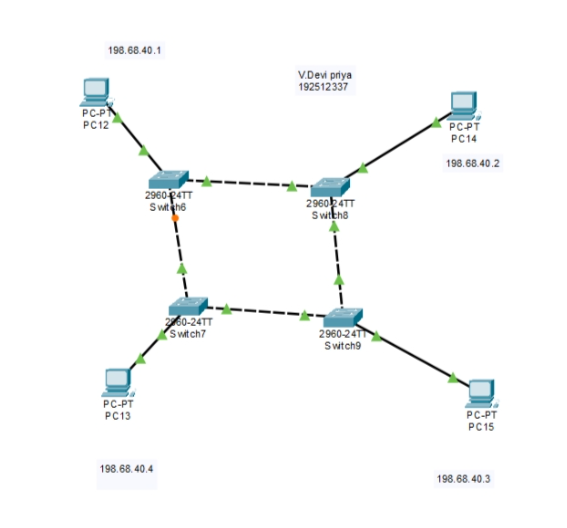 198.68.40.1
V.Devi priya
192512337
PC-PT
PC12
PC-PT
PC14
198.68.40.2
2960-24TT
Switch6
2960-24TT
Switch8
2960-24TT
Switch7
2960-24TT
Switch9
PC-PT
PC13
PC-PT
PC15
198.68.40.4
198.68.40.3